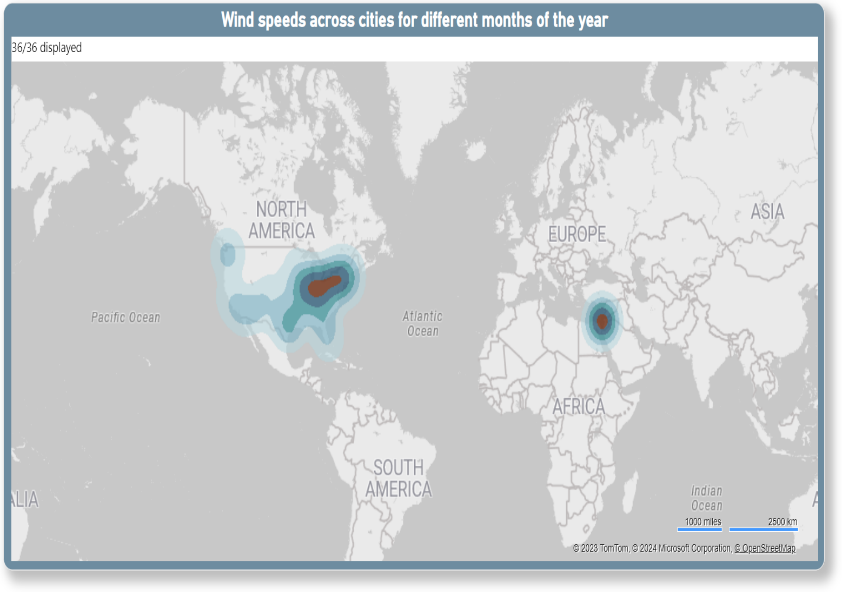 Wind speeds across cities for different months of the year
36/36 displayed
NORTH
AMERICA
EUROPE
ASIA
Pacific Ocean
Atlantic
Ocean
AFRICA
SOUTH
AMERICA
ALIA
Indian
Ocean
A
1000 miles
2500 km
© 2023 TomTom, © 2024 Microsoft Corporation, © OpenStreetMap